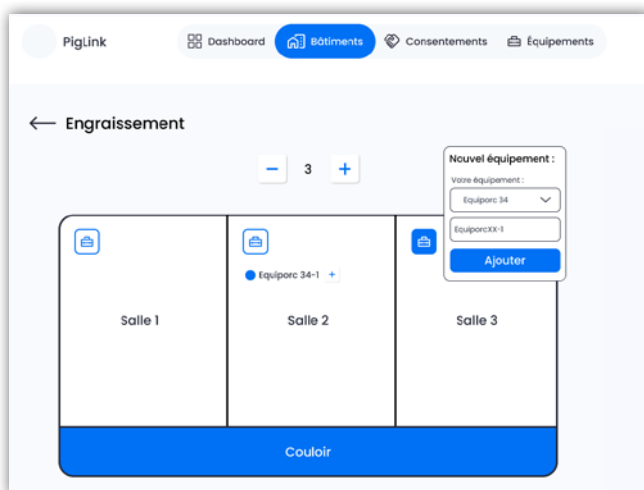 PigLink
Dashboard
Bâtiments
Consentements
Équipements
Engraissement
3
Nouvel équipement :
Votre équipement :
Equiporc 34
EquiporcXX-1
Ajouter
Equiporc 34-1 +
Salle 1
Salle 2
Salle 3
Couloir